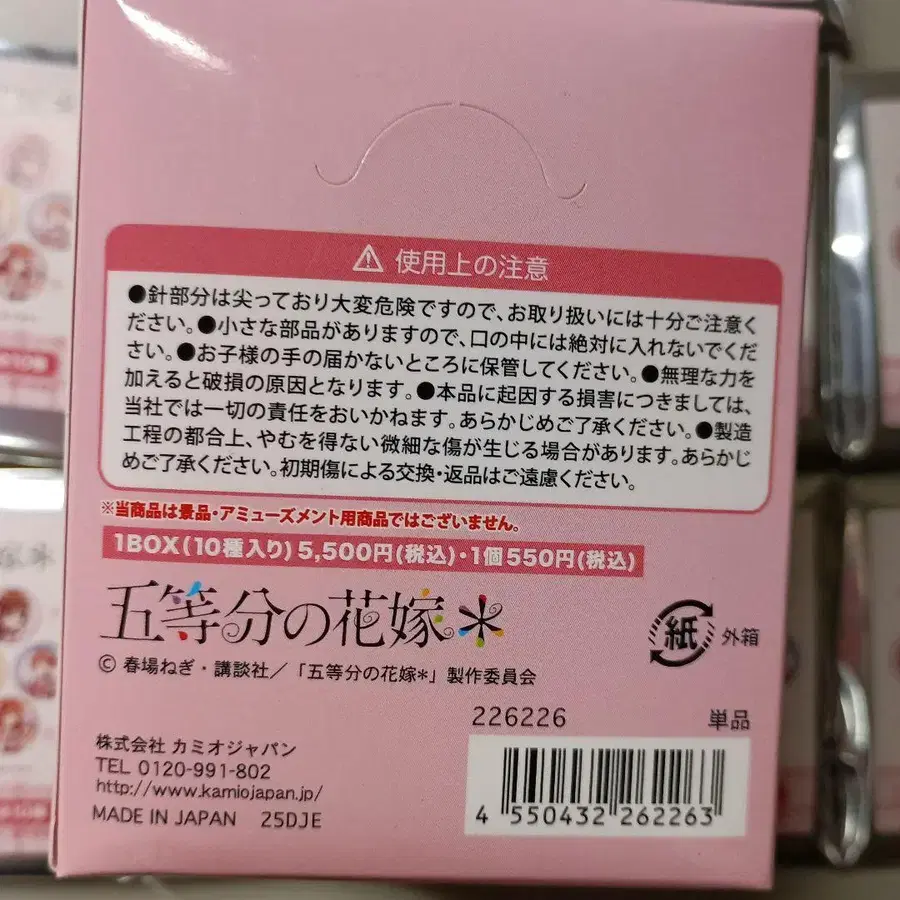 ⚠ 使用上の注意
●針部分は尖っており大変危険ですので、お取り扱いには十分ご注意く
ださい。●小さな部品がありますので、口の中には絶対に入れないでくだ
さい。●お子様の手の届かないところに保管してください。●無理な力を
加えると破損の原因となります。●本品に起因する損害につきましては、
当社では一切の責任をおいかねます。あらかじめご了承ください。●製造
工程の都合上、やむを得ない微細な傷が生じる場合があります。あらかじ
めご了承ください。初期傷による交換・返品はご遠慮ください。
※当商品は景品・アミューズメント用商品ではございません。
1BOX(10種入り)5,500円(税込)・1個550円(税込)
五等分の花嫁*
紙 外箱
© 春場ねぎ・講談社/「五等分の花嫁*」製作委員会
226226 単品
株式会社 カミオジャパン
TEL 0120-991-802
http://www.kamiojapan.jp/
MADE IN JAPAN 25DJE
4 550432 262263